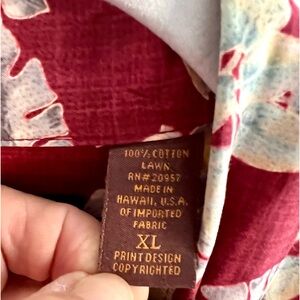 100% COTTON
LAWN
RN#20957
MADE IN
HAWAII, U.S.A.
OF IMPORTED
FABRIC
XL
PRINT DESIGN
COPYRIGHTED